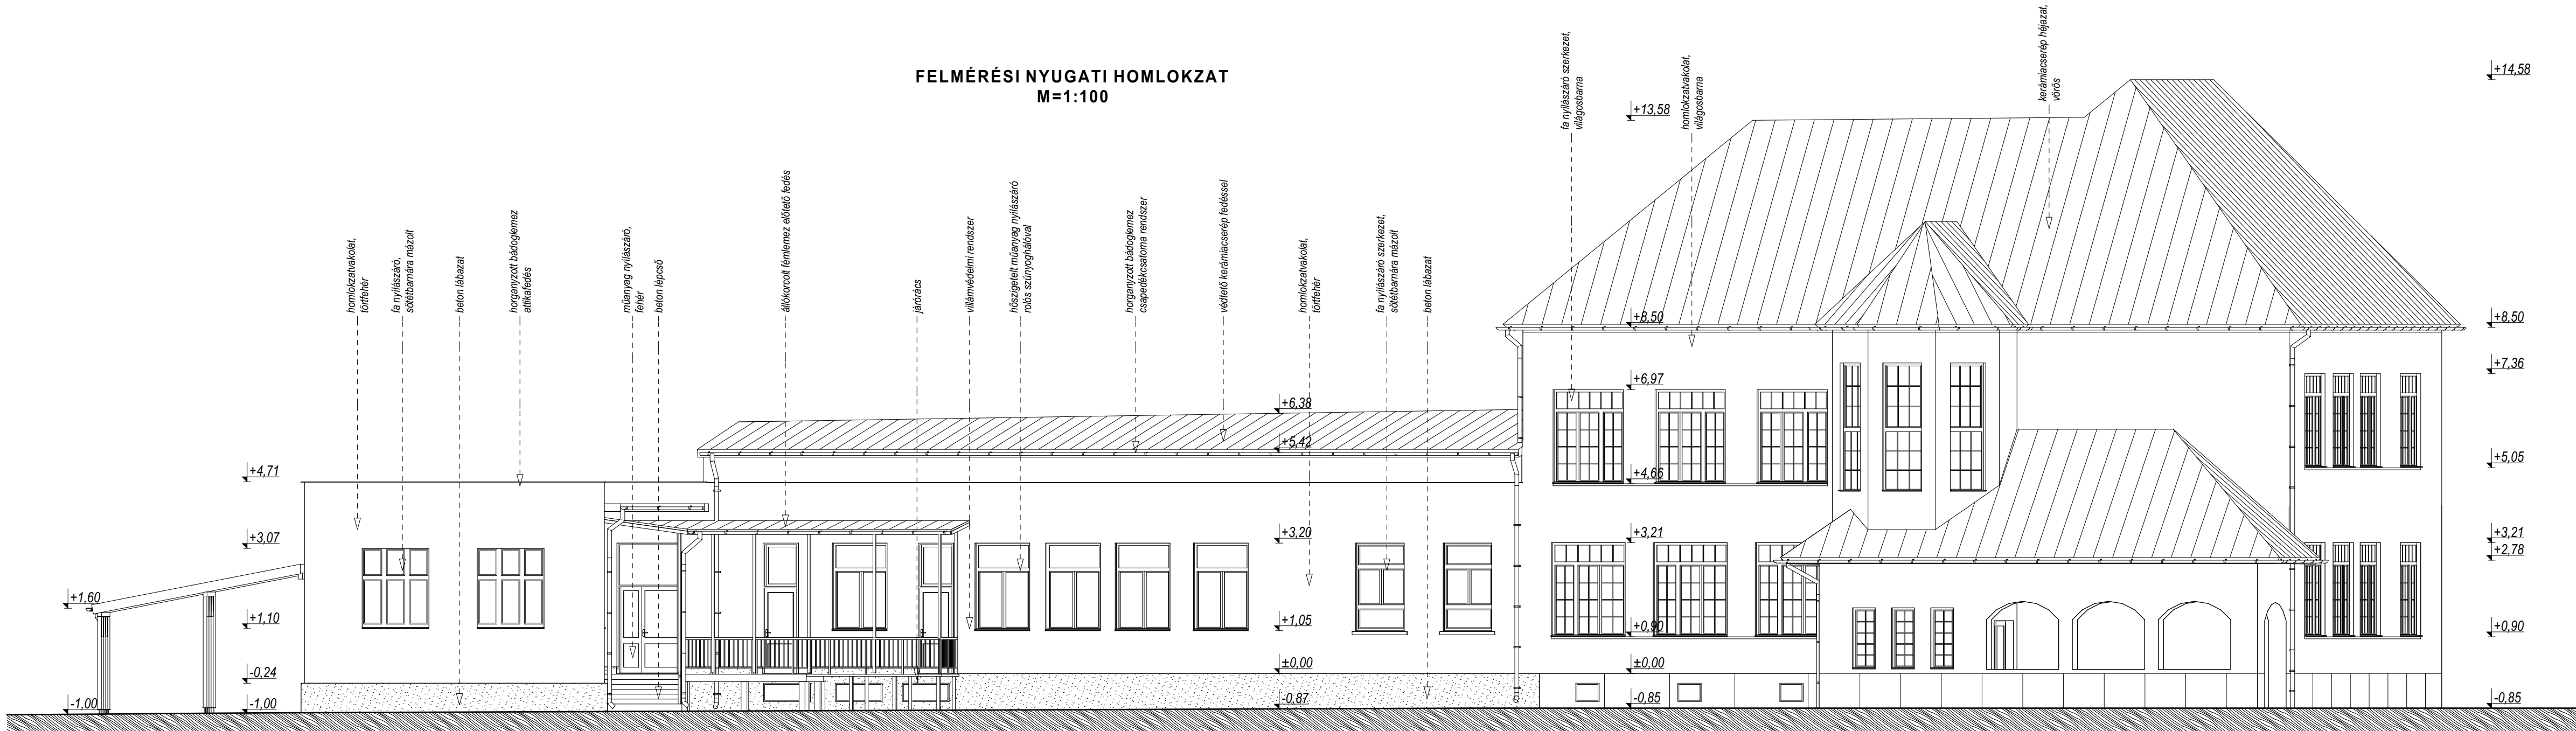 FELMÉRÉSI NYUGATI HOMLOKZAT
M=1:100
homlokzatvakolat,
törtfehér
fa nyílászáró,
sötétbarnára mázolt
beton lábazat
horganyzott bádoglemez
attikafedés
műanyag nyílászáró,
fehér
beton lépcső
állókorcolt fémlemez előtető fedés
járórács
villámvédelmi rendszer
hőszigetelt műanyag nyílászáró
rolós szúnyoghálóval
horganyzott bádoglemez
csapedékcsatorna rendszer
védtető kerámiacserép fedéssel
homlokzatvakolat,
törtfehér
fa nyílászáró szerkezet,
sötétbarnára mázolt
beton lábazat
fa nyílászáró szerkezet,
világosbarna
homlokzatvakolat,
világosbarna
kerámiacserép héjazat,
vörös
+1,60
-1,00
+4,71
+3,07
+1,10
-0,24
-1,00
+6,38
+5,42
+3,20
+1,05
±0,00
-0,87
+13,58
+8,50
+6,97
+4,66
+3,21
+0,90
±0,00
-0,85
+14,58
+8,50
+7,36
+5,05
+3,21
+2,78
+0,90
-0,85